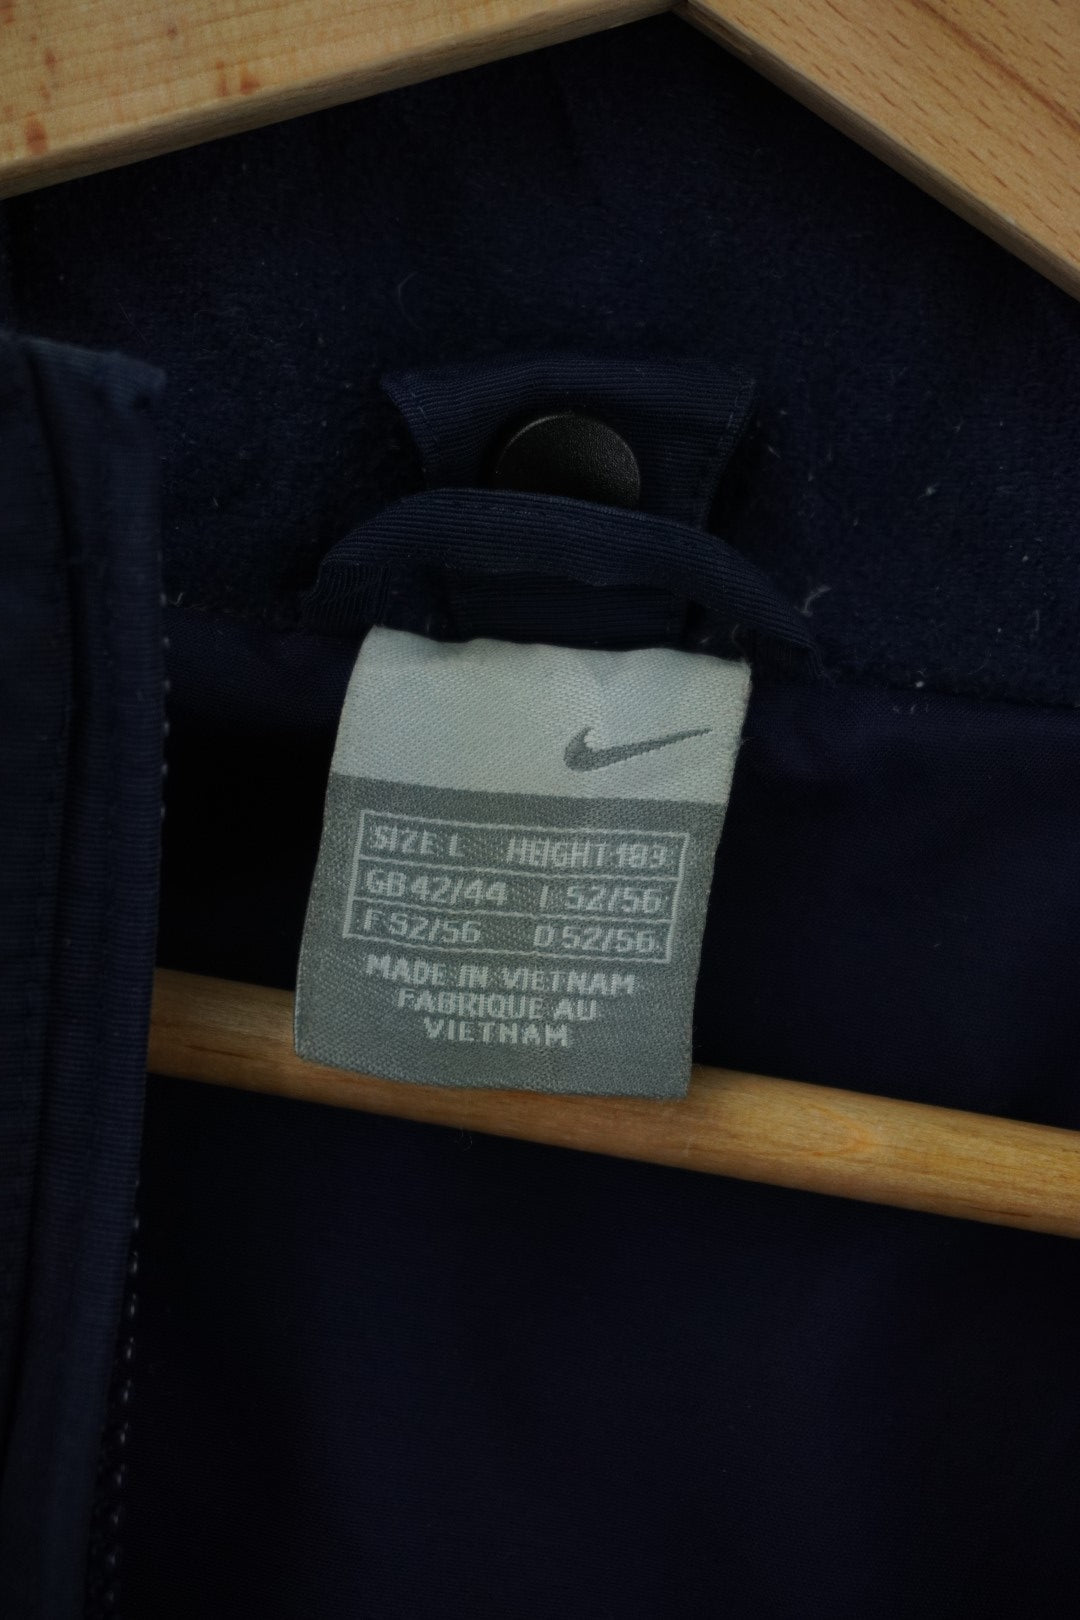 SIZE L HEIGHT 183
GB 42/44 I 52/56
F 52/56 D 52/56
MADE IN VIETNAM
FABRIQUE AU
VIETNAM